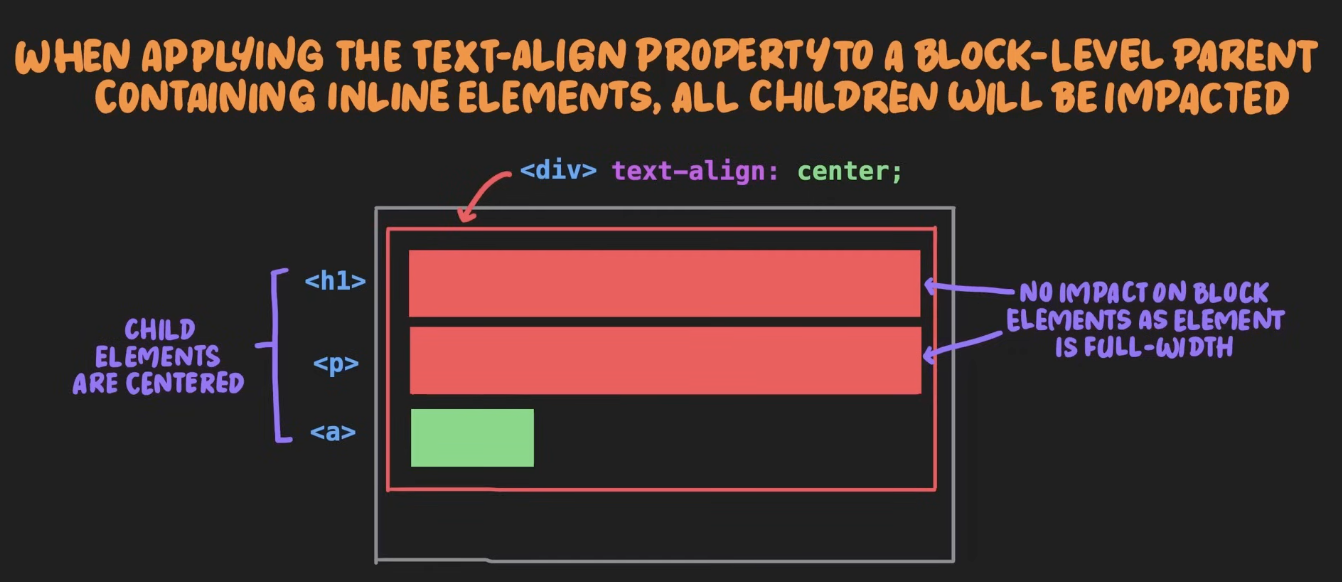 WHEN APPLYING THE TEXT-ALIGN PROPERTY TO A BLOCK-LEVEL PARENT
CONTAINING INLINE ELEMENTS, ALL CHILDREN WILL BE IMPACTED
<div> text-align: center;
<h1>
<p>
<a>
CHILD
ELEMENTS
ARE CENTERED
NO IMPACT ON BLOCK
ELEMENTS AS ELEMENT
IS FULL-WIDTH